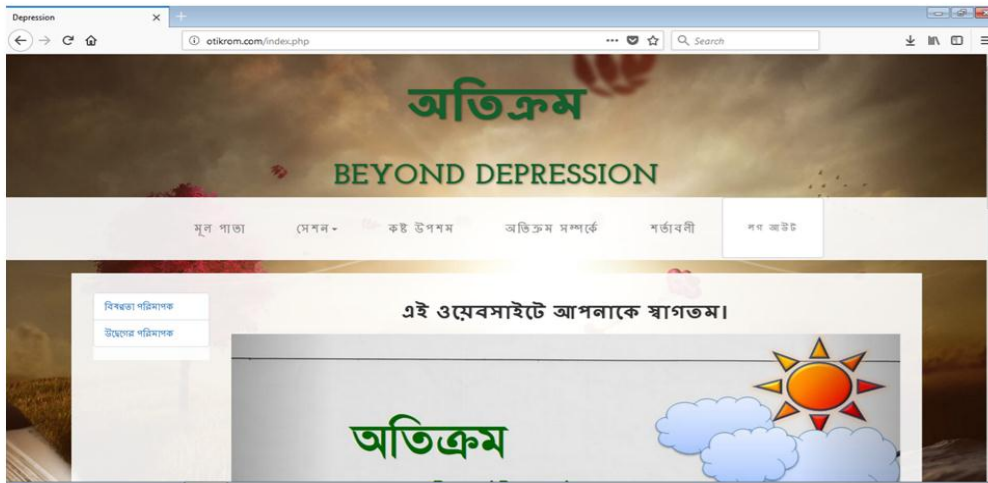 Depression
otikrom.com/index.php
Search
অতিক্রম
BEYOND DEPRESSION
মূল পাতা সেশন কষ্ট উপশম অতিক্রম সম্পর্কে শর্তাবলী লগ আউট
বিষণ্ণতা পরিমাপক
উদ্বেগের পরিমাপক
এই ওয়েবসাইটে আপনাকে স্বাগতম।
অতিক্রম